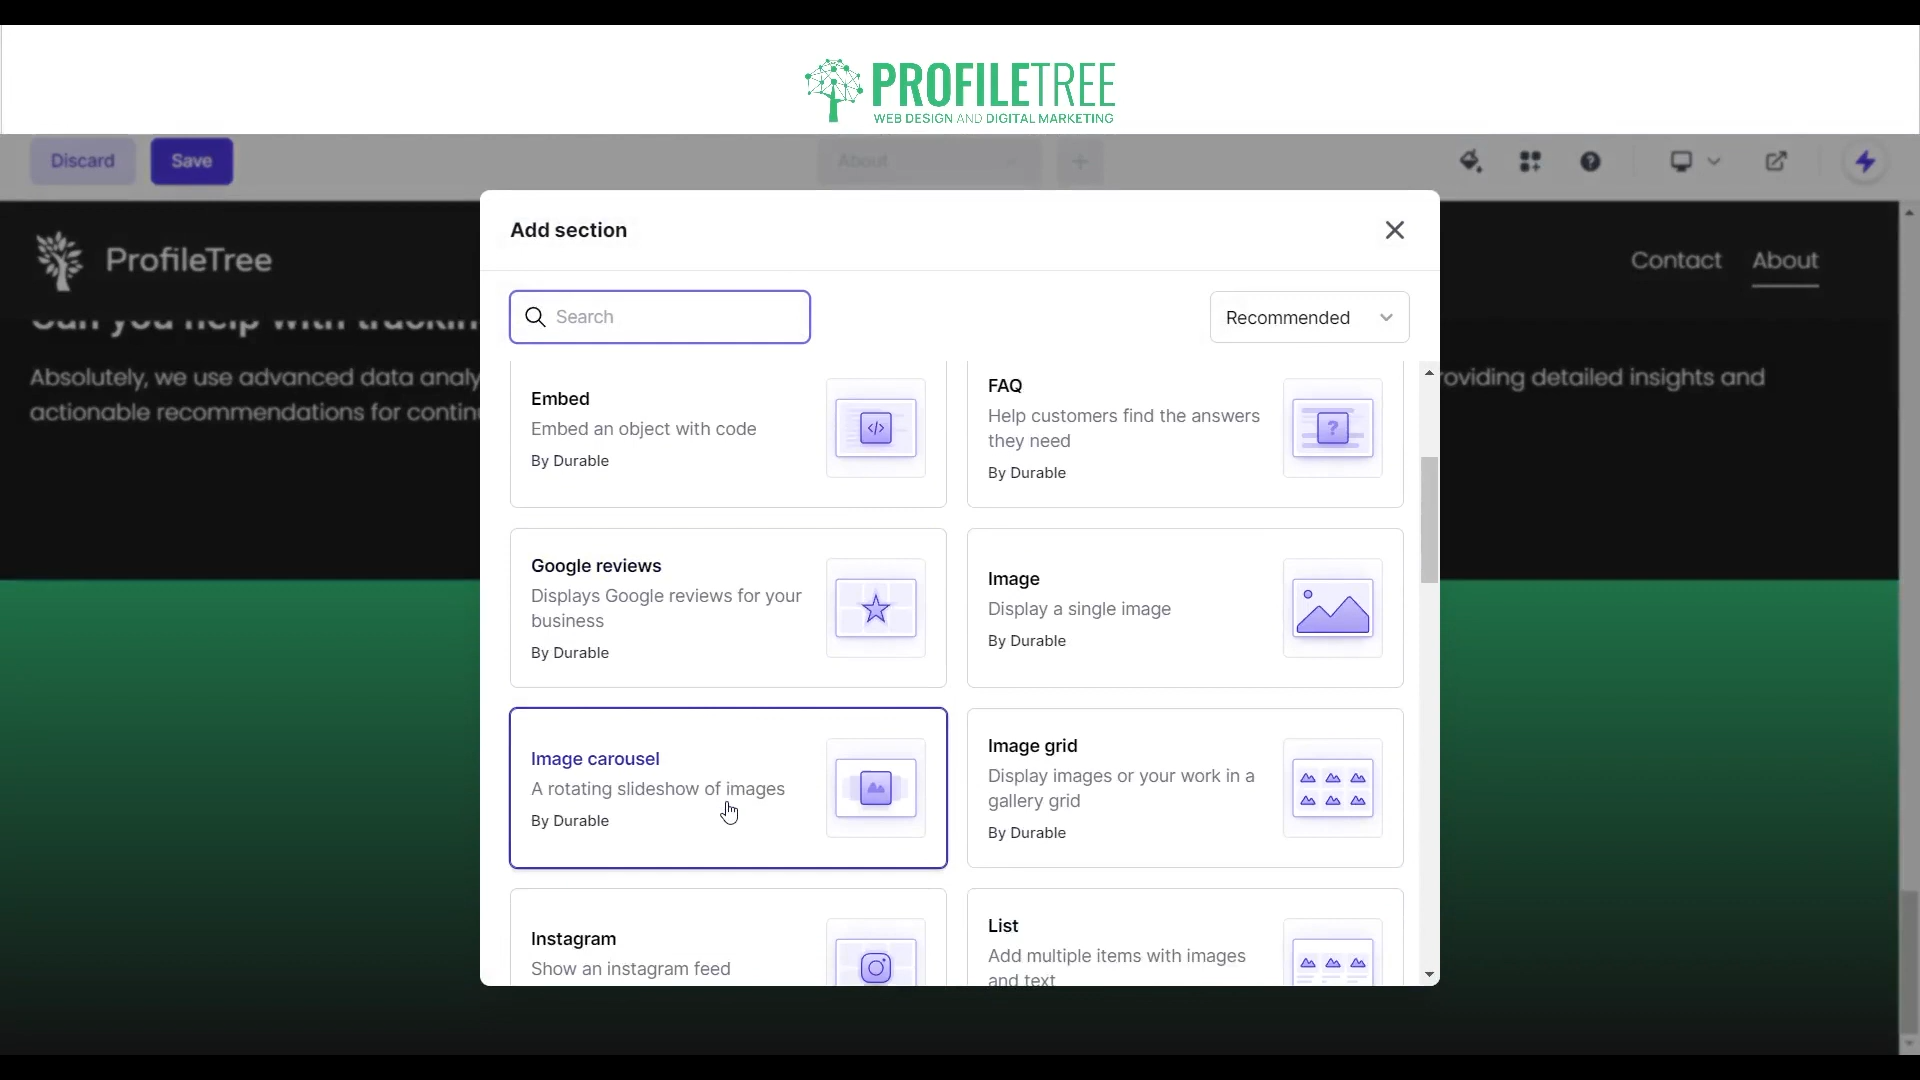 PROFILETREE
WEB DESIGN AND DIGITAL MARKETING
Discard
Save
About
Add section
ProfileTree
Contact
About
Search
Recommended
Can you help with
Absolutely, we use advanced data analy
roviding detailed insights and
actionable recommendations for contin
Embed
Embed an object with code
By Durable
FAQ
Help customers find the answers
they need
By Durable
Google reviews
Displays Google reviews for your
business
By Durable
Image
Display a single image
By Durable
Image carousel
A rotating slideshow of images
By Durable
Image grid
Display images or your work in a
gallery grid
By Durable
Instagram
Show an instagram feed
List
Add multiple items with images
and text